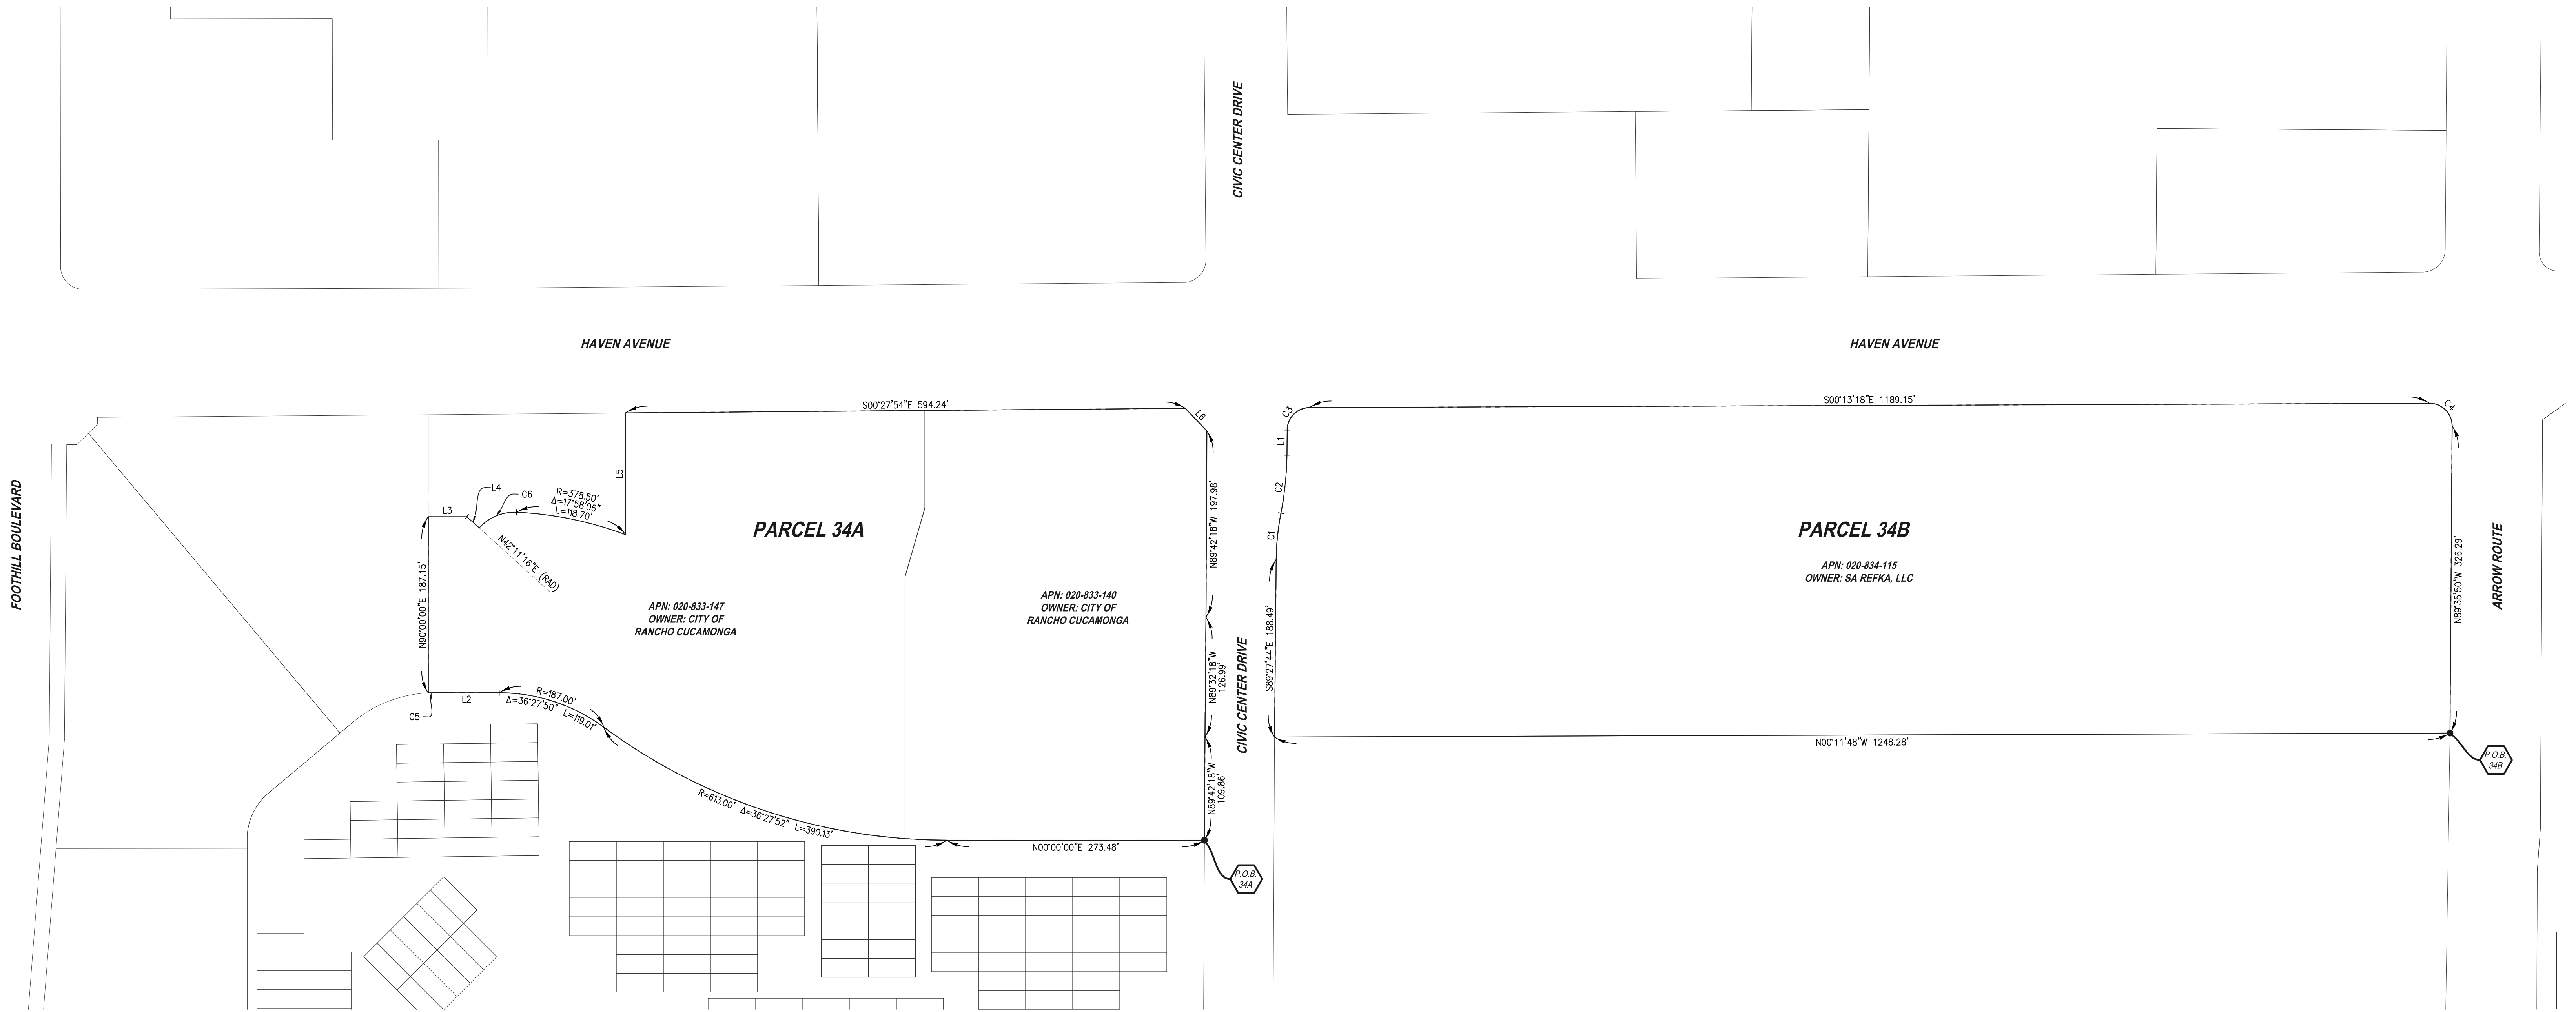 CIVIC CENTER DRIVE
HAVEN AVENUE
HAVEN AVENUE
FOOTHILL BOULEVARD
S00°27'54"E 594.24'
L6
C3
S00°13'18"E 1189.15'
C4
L1
L5
L4
C6
R=378.50'
Δ=17°58'06"
L=118.70'
L3
N42°11'16"E (RAD)
PARCEL 34A
N89°42'18"W 197.98'
C2
C1
PARCEL 34B
APN: 020-834-115
OWNER: SA REFKA, LLC
N89°35'50"W 326.29'
ARROW ROUTE
N90°00'00"E 187.15'
APN: 020-833-147
OWNER: CITY OF
RANCHO CUCAMONGA
APN: 020-833-140
OWNER: CITY OF
RANCHO CUCAMONGA
S89°27'44"E 188.49'
N89°32'18"W
126.99'
CIVIC CENTER DRIVE
C5
L2
R=187.00'
Δ=36°27'50" L=119.01'
N00°11'48"W 1248.28'
P.O.B.
34B
N89°42'18"W
109.86'
R=613.00' Δ=36°27'52" L=390.13'
N00°00'00"E 273.48'
P.O.B.
34A